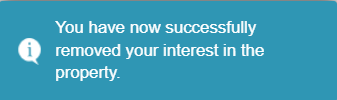 You have now successfully
removed your interest in the
property.